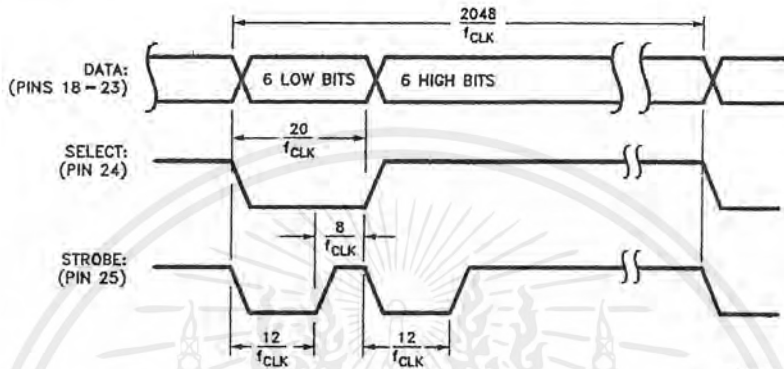 2048
fCLK
DATA:
(PINS 18–23)
6 LOW BITS
6 HIGH BITS
20
fCLK
SELECT:
(PIN 24)
8
fCLK
STROBE:
(PIN 25)
12
fCLK
12
fCLK